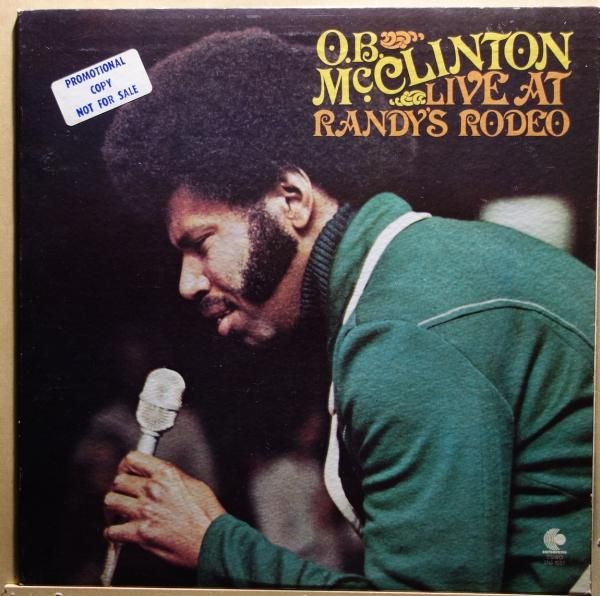 PROMOTIONAL
COPY
NOT FOR SALE
O.B.
McCLINTON
LIVE AT
RANDY'S RODEO